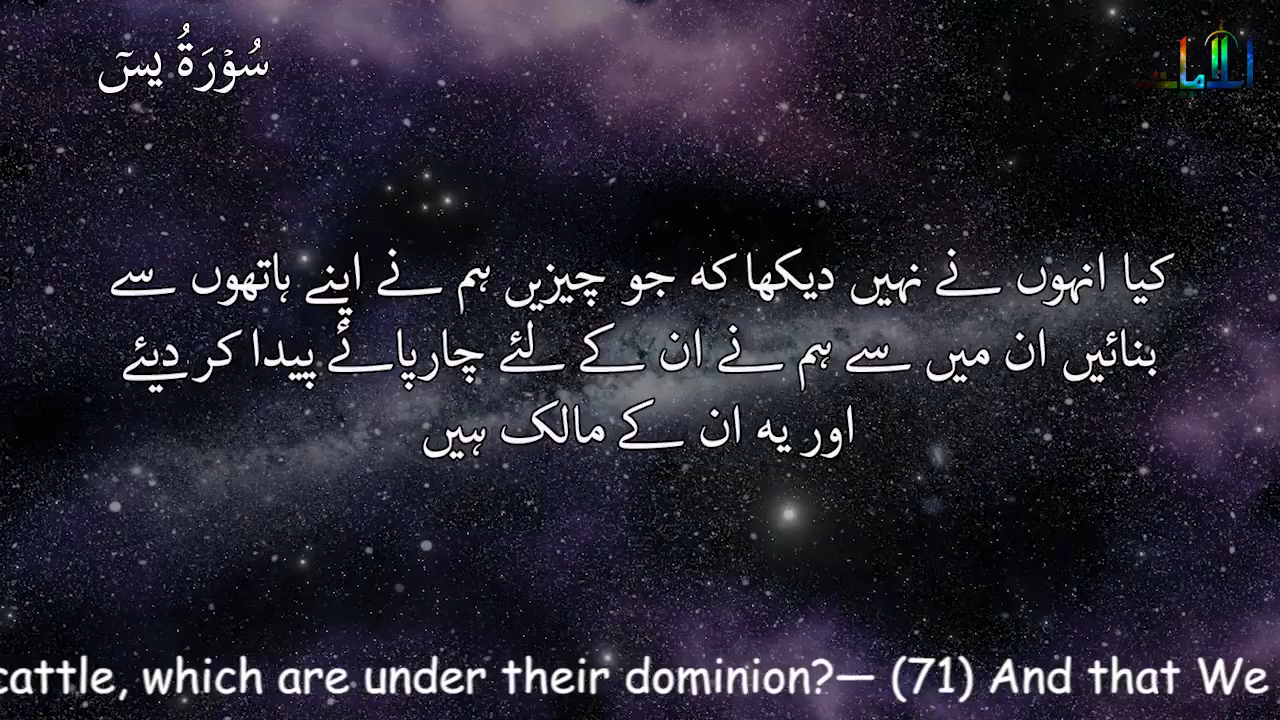 سُوۡرَةُ يسٓ
کیا انہوں نے نہیں دیکھا کہ جو چیزیں ہم نے اپنے ہاتھوں سے
بنائیں ان میں سے ہم نے ان کے لئے چارپائے پیدا کر دیئے
اور یہ ان کے مالک ہیں
cattle, which are under their dominion?— (71) And that We